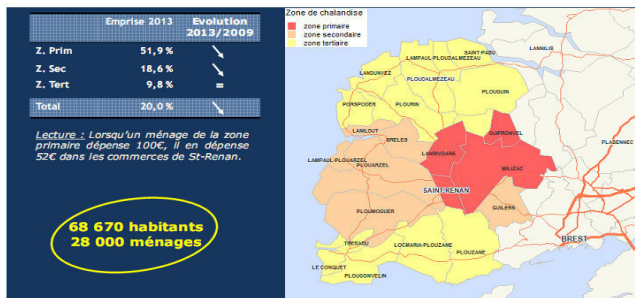 Emprise 2013 Evolution
2013/2009
Z. Prim 51,9 %
Z. Sec 18,6 %
Z. Tert 9,8 % =
Total 20,0 %
Lecture : Lorsqu'un ménage de la zone
primaire dépense 100€, il en dépense
52€ dans les commerces de St-Renan.
68 670 habitants
28 000 ménages
Zone de chalandise
zone primaire
zone secondaire
zone tertiaire
SAINT-PABU
LANNILIS
LAMPAUL-PLOUDALMEZEAU
LANDUNVEZ
PLOUDALMEZEAU
PLOUGUIN
PORSPODER
PLOURIN
LANILDUT
GUIPRONVEL
BRELES
LANRIVOARE
PLABENNEC
LAMPAUL-PLOUARZEL
PLOUARZEL
MILIZAC
SAINT-RENAN
PLOUMOGUER
GUILERS
TREBABU
LOCMARIA-PLOUZANE
PLOUZANE
BREST
LE CONQUET
PLOUGONVELIN